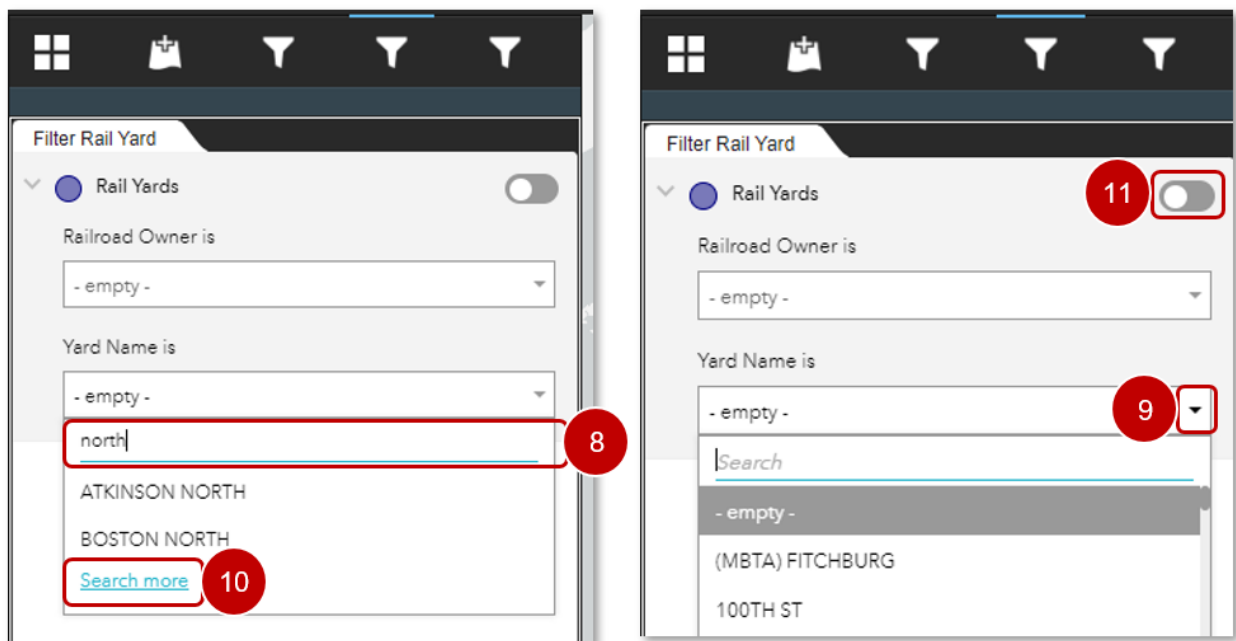 Filter Rail Yard
Rail Yards
Railroad Owner is
- empty -
Yard Name is
- empty -
north
8
ATKINSON NORTH
BOSTON NORTH
Search more
10
Filter Rail Yard
Rail Yards
11
Railroad Owner is
- empty -
Yard Name is
- empty -
9
Search
- empty -
(MBTA) FITCHBURG
100TH ST